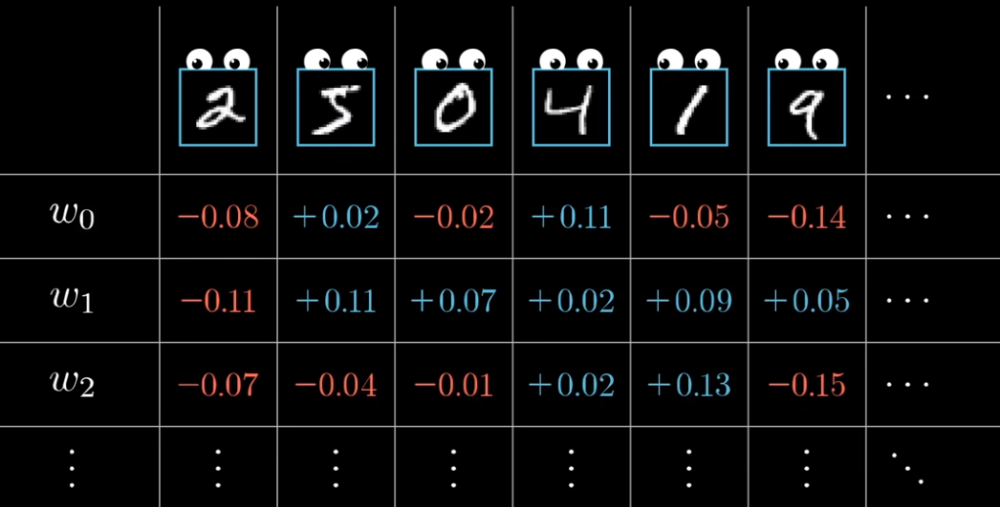 2 5 0 4 1 9 ...
w0 −0.08 +0.02 −0.02 +0.11 −0.05 −0.14 ...
w1 −0.11 +0.11 +0.07 +0.02 +0.09 +0.05 ...
w2 −0.07 −0.04 −0.01 +0.02 +0.13 −0.15 ...
⋮ ⋮ ⋮ ⋮ ⋮ ⋮ ⋮ ⋱